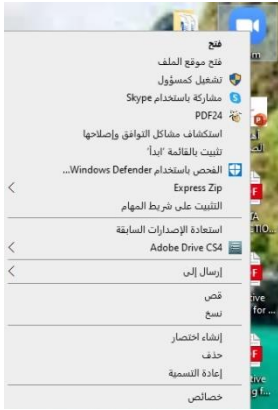 فتح
فتح موقع الملف
تشغيل كمسؤول
مشاركة باستخدام Skype
PDF24
استكشاف مشاكل التوافق وإصلاحها
تثبيت بالقائمة 'ابدأ'
الفحص باستخدام Windows Defender...
Express Zip
التثبيت على شريط المهام
استعادة الإصدارات السابقة
Adobe Drive CS4
إرسال إلى
قص
نسخ
إنشاء اختصار
حذف
إعادة التسمية
خصائص